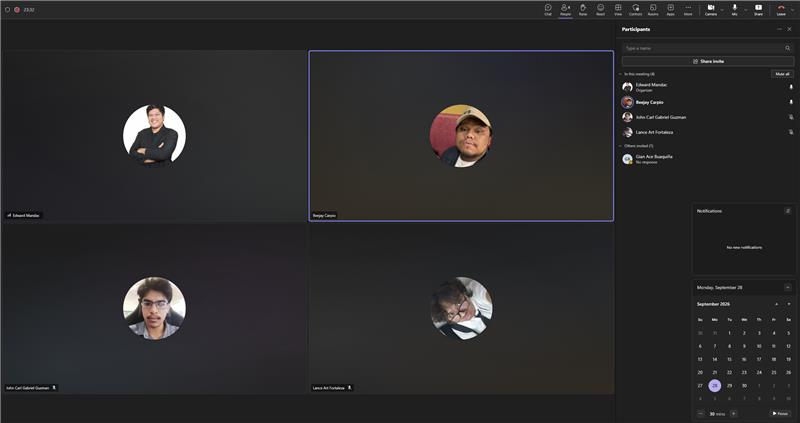 23:32
Chat
People
4
Raise
React
View
Controls
Rooms
Apps
More
Camera
Mic
Share
Leave
Participants
Type a name
Share invite
In this meeting (4)
Mute all
Edward Mandac
Organizer
Beejay Carpio
John Carl Gabriel Guzman
Lance Art Fortaleza
Others invited (1)
Gian Ace Buaquiña
No response
Edward Mandac
Beejay Carpio
John Carl Gabriel Guzman
Lance Art Fortaleza
Notifications
No new notifications
Monday, September 28
September 2026
Su Mo Tu We Th Fr Sa
30 31 1 2 3 4 5
6 7 8 9 10 11 12
13 14 15 16 17 18 19
20 21 22 23 24 25 26
27 28 29 30 1 2 3
4 5 6 7 8 9 10
30 mins
Focus